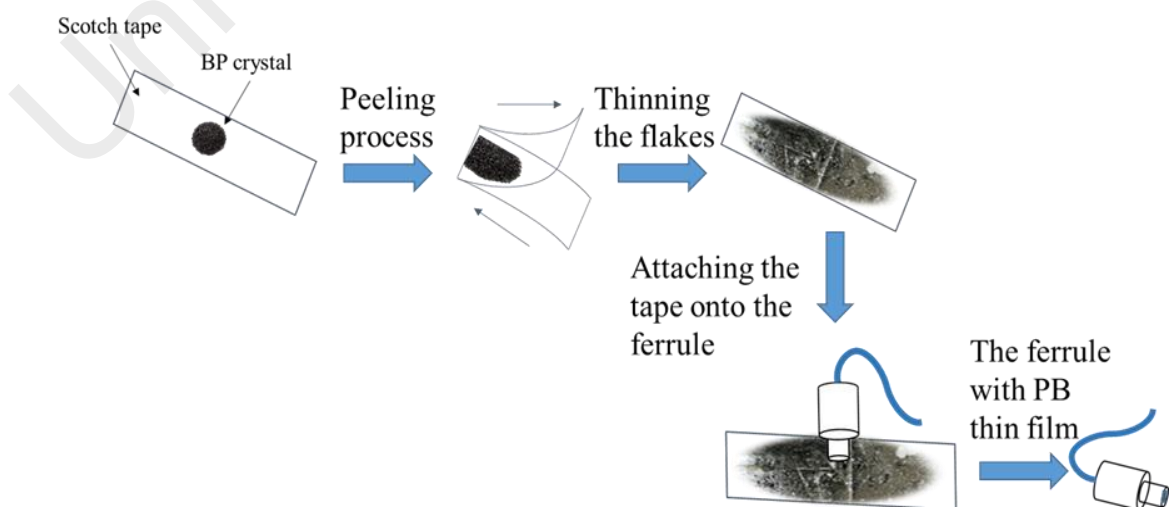 Scotch tape
BP crystal
Peeling
process
Thinning
the flakes
Attaching the
tape onto the
ferrule
The ferrule
with PB
thin film